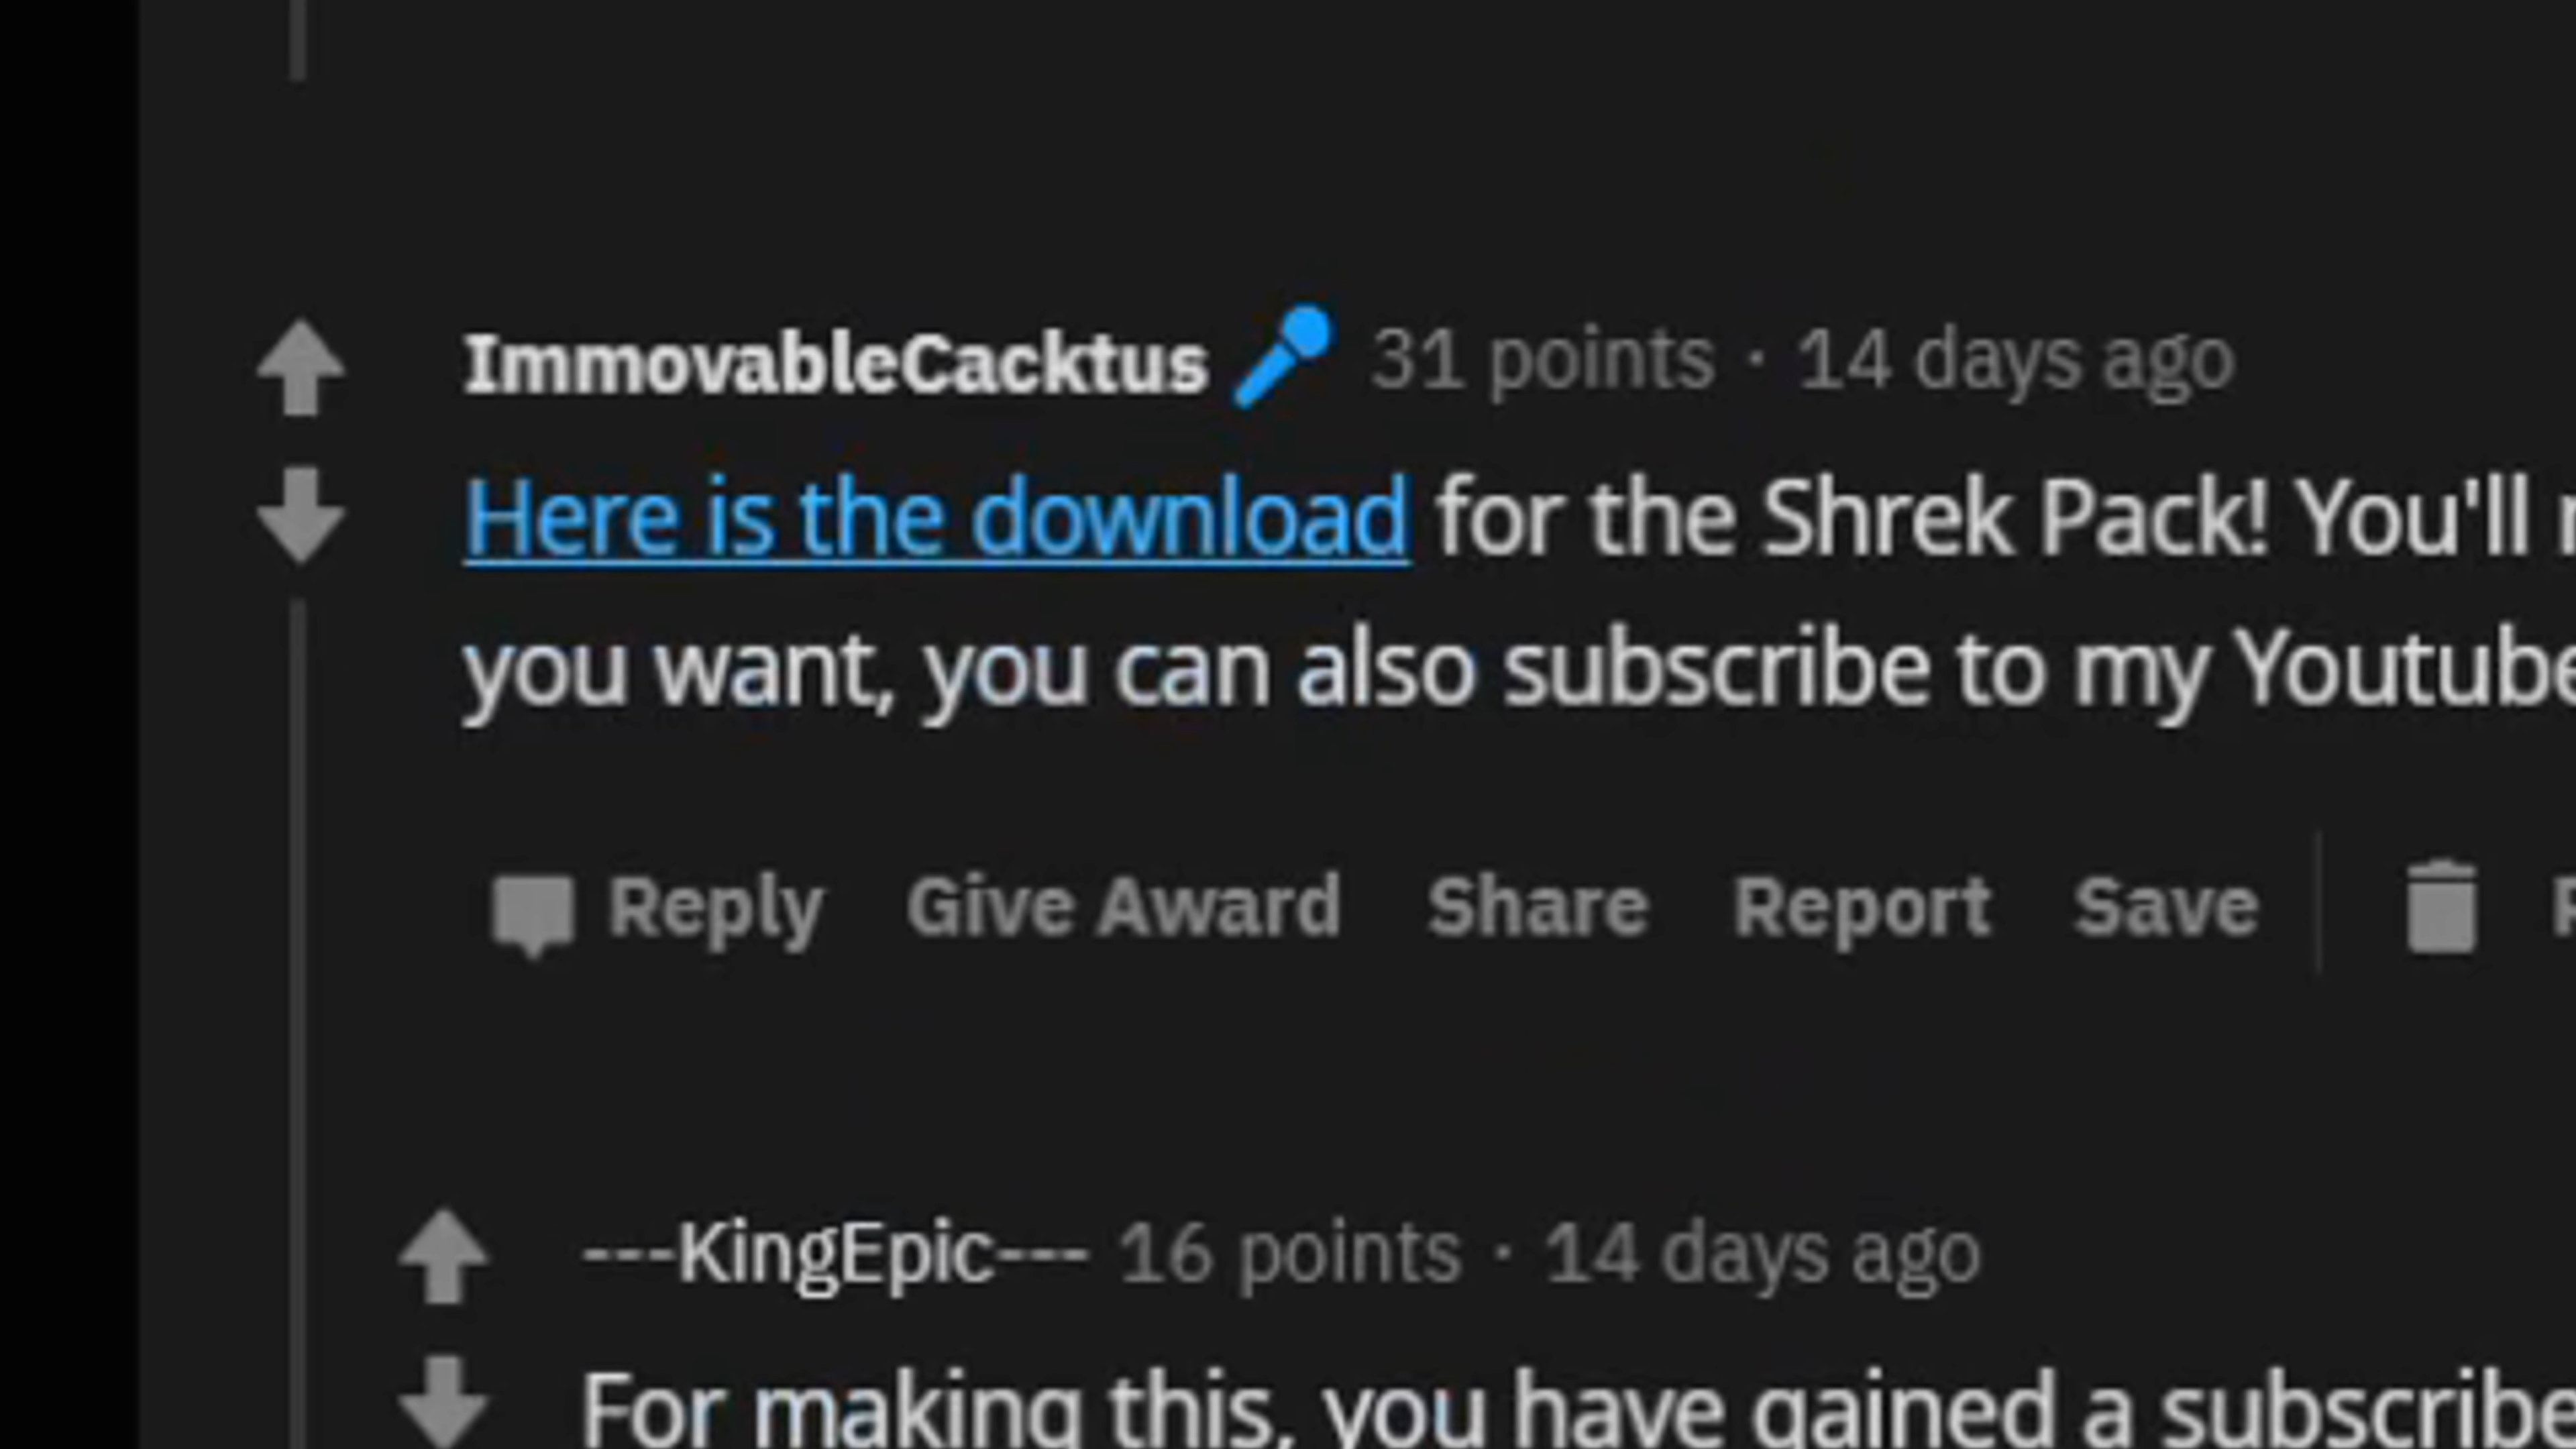 ImmovableCacktus 31 points · 14 days ago
Here is the download for the Shrek Pack! You'll
you want, you can also subscribe to my Youtube
Reply Give Award Share Report Save
---KingEpic--- 16 points · 14 days ago
For making this, you have gained a subscribe